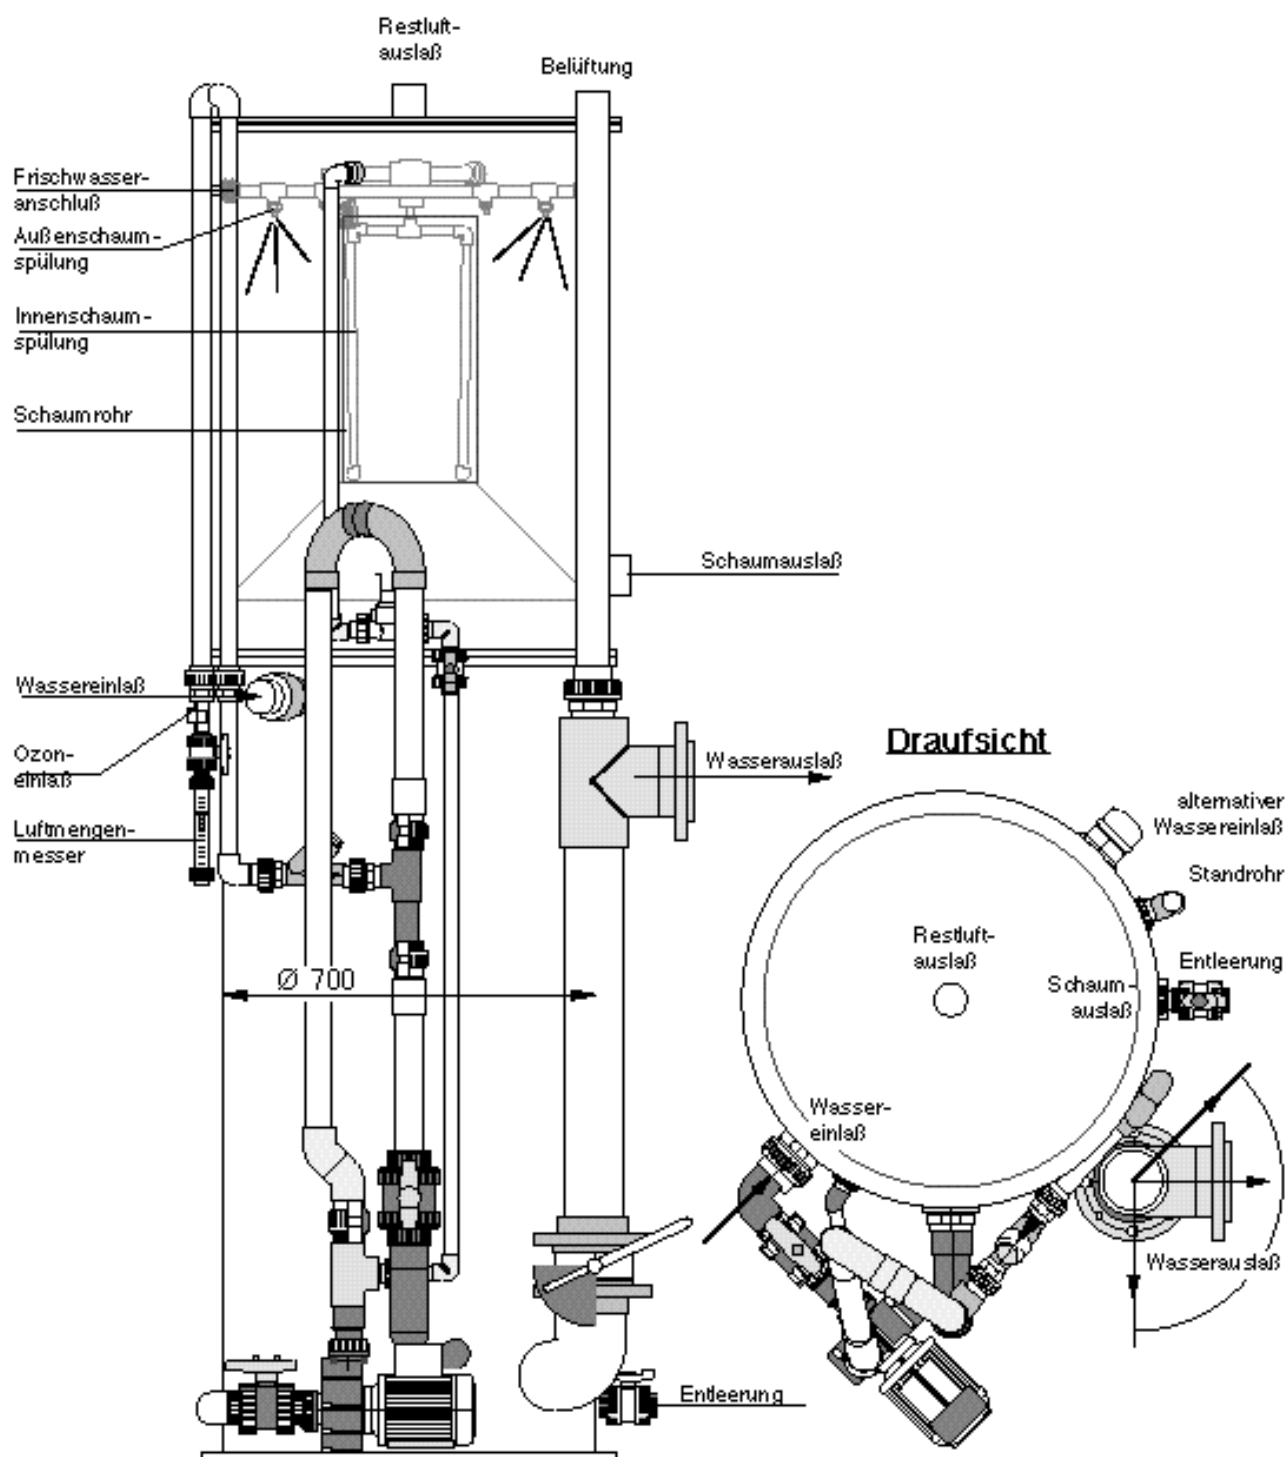 Restluft-
auslaß
Belüftung
Frischwasser-
anschluß
Außenschaum-
spülung
Innenschaum-
spülung
Schaumrohr
Schaumauslaß
Wassereinlaß
Ozon-
einlaß
Luftmengen-
messer
Wasserauslaß
Ø 700
Entleerung
Draufsicht
alternativer
Wassereinlaß
Standrohr
Restluft-
auslaß
Entleerung
Schaum-
auslaß
Wasser-
einlaß
Wasserauslaß